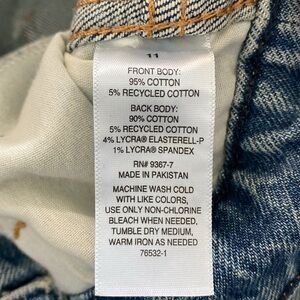 11
FRONT BODY:
95% COTTON
5% RECYCLED COTTON
BACK BODY:
90% COTTON
5% RECYCLED COTTON
4% LYCRA® ELASTERELL-P
1% LYCRA® SPANDEX
RN# 9367-7
MADE IN PAKISTAN
MACHINE WASH COLD
WITH LIKE COLORS,
USE ONLY NON-CHLORINE
BLEACH WHEN NEEDED,
TUMBLE DRY MEDIUM,
WARM IRON AS NEEDED
76532-1